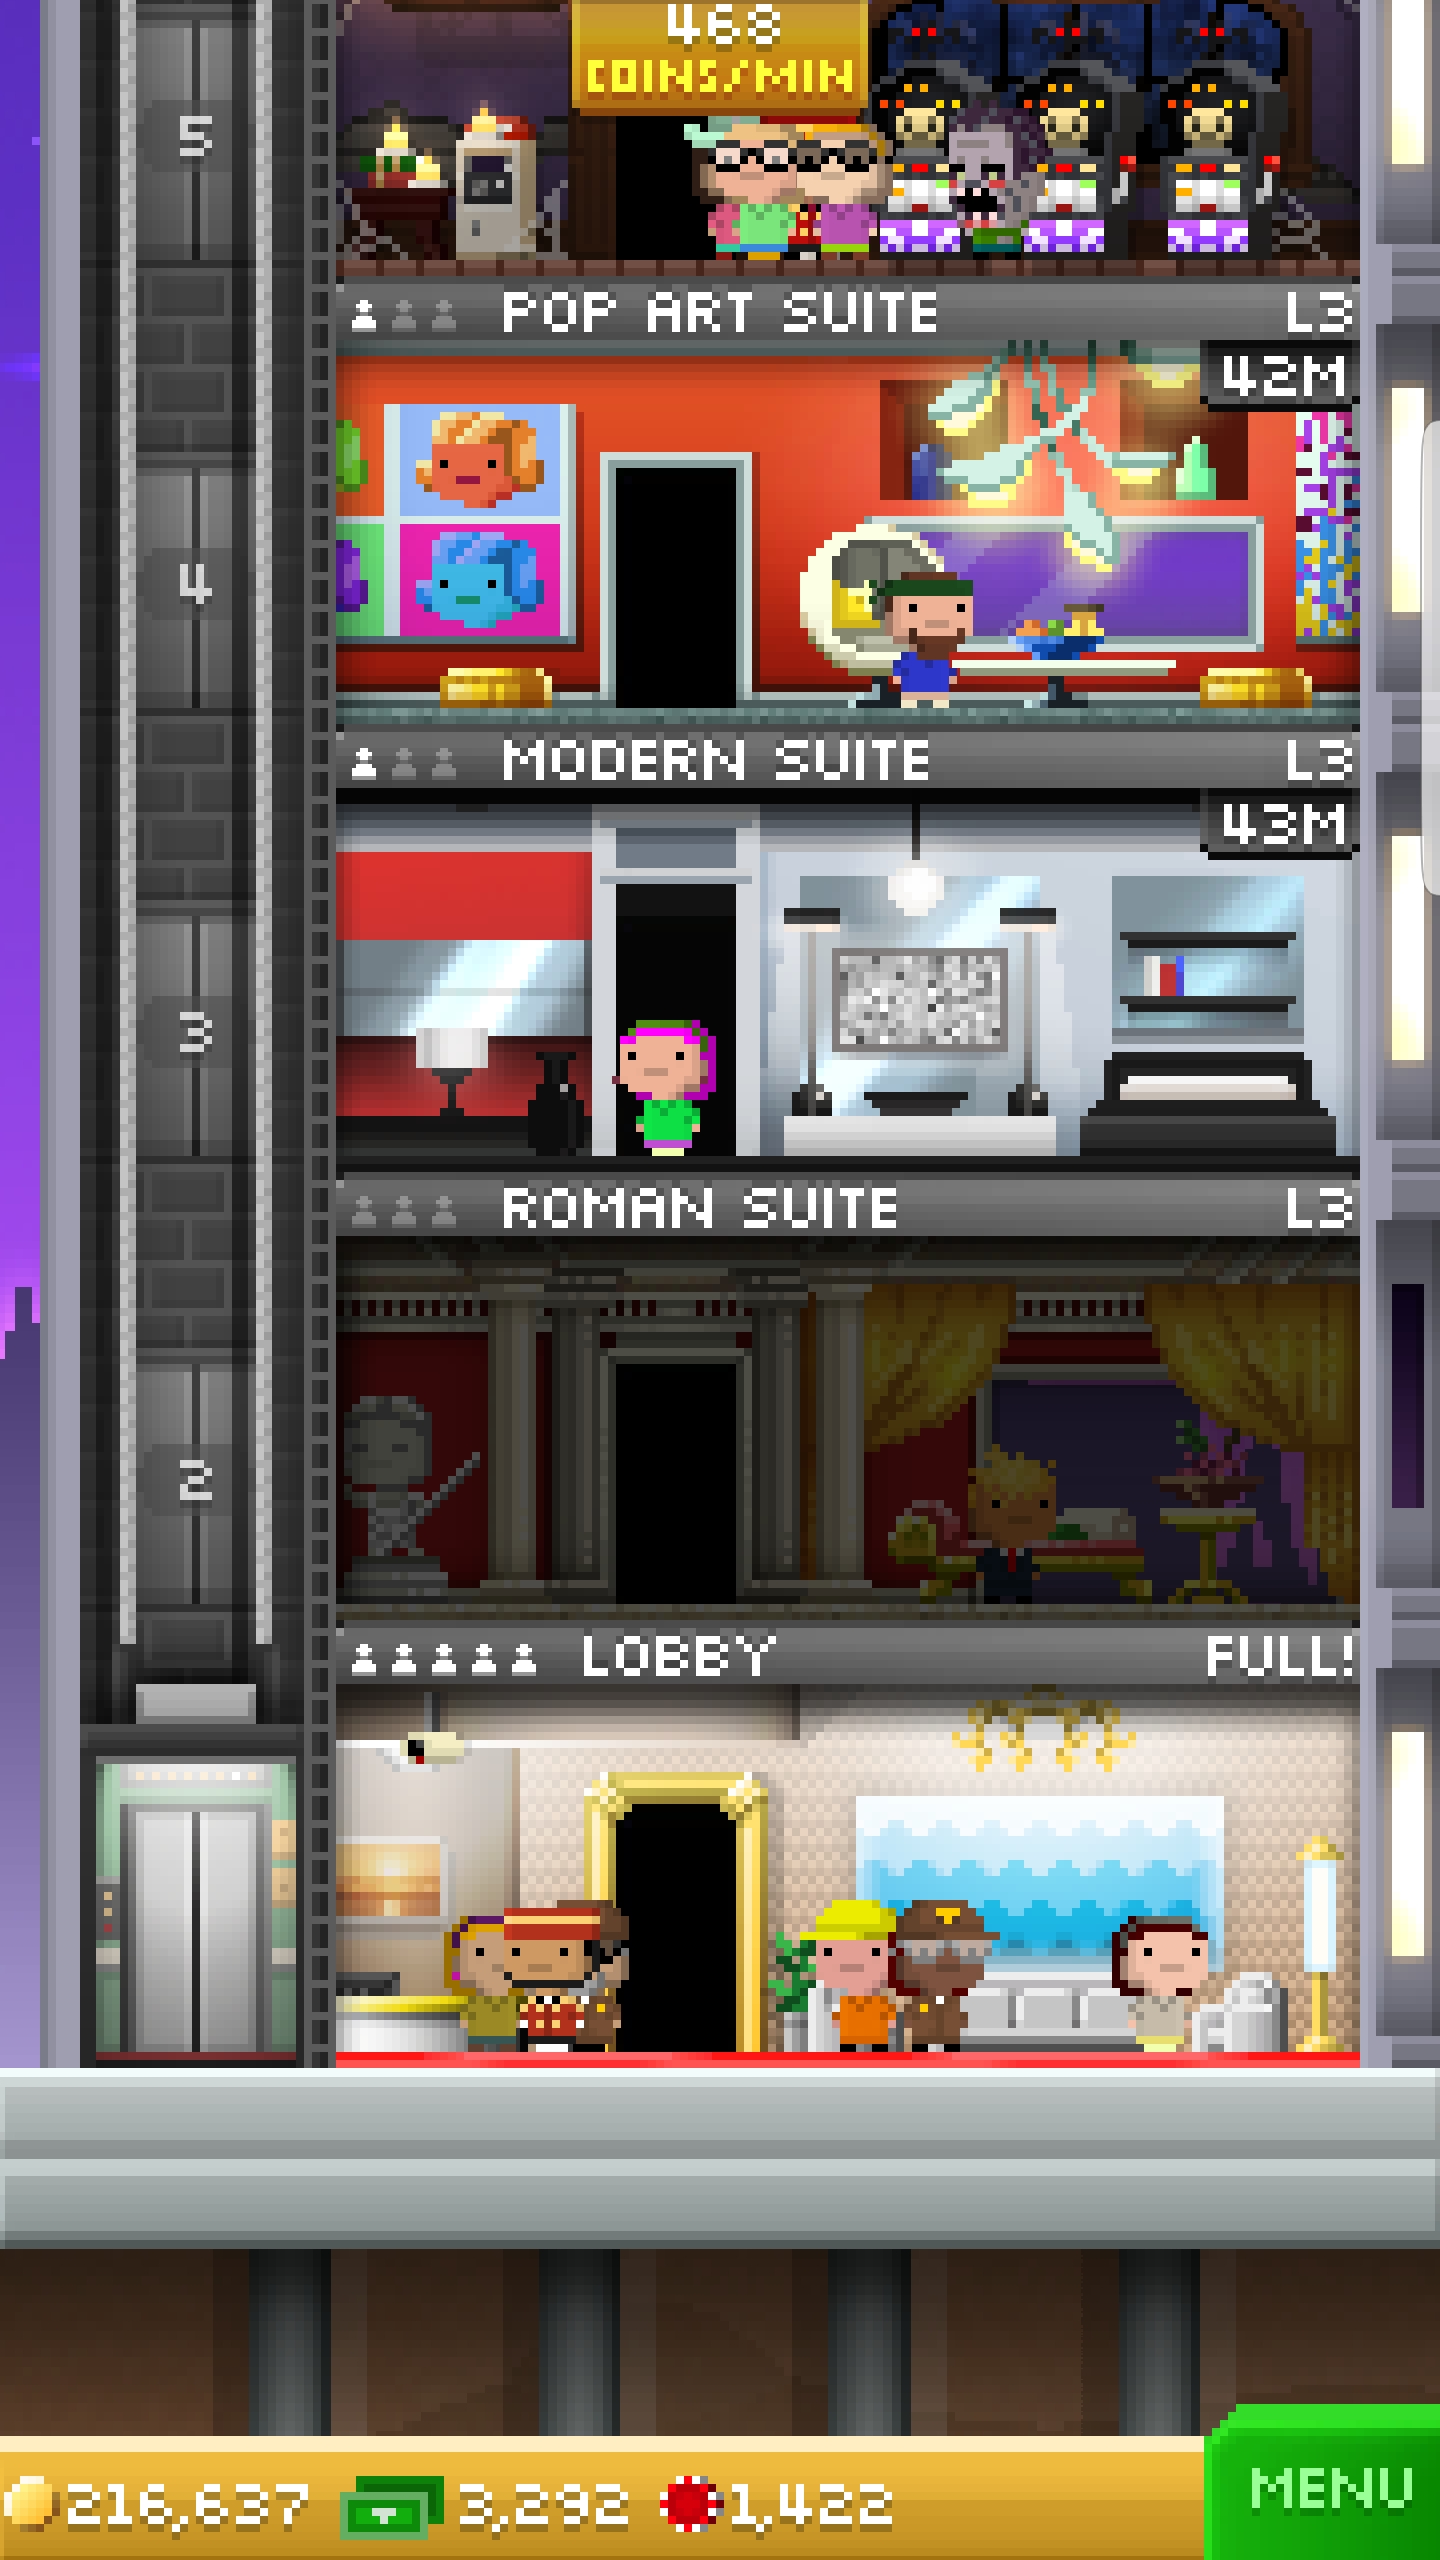 468
COINS/MIN
5
POP ART SUITE L3
42M
4
MODERN SUITE L3
43M
3
ROMAN SUITE L3
2
LOBBY FULL!
216,637 3,292 1,422
MENU